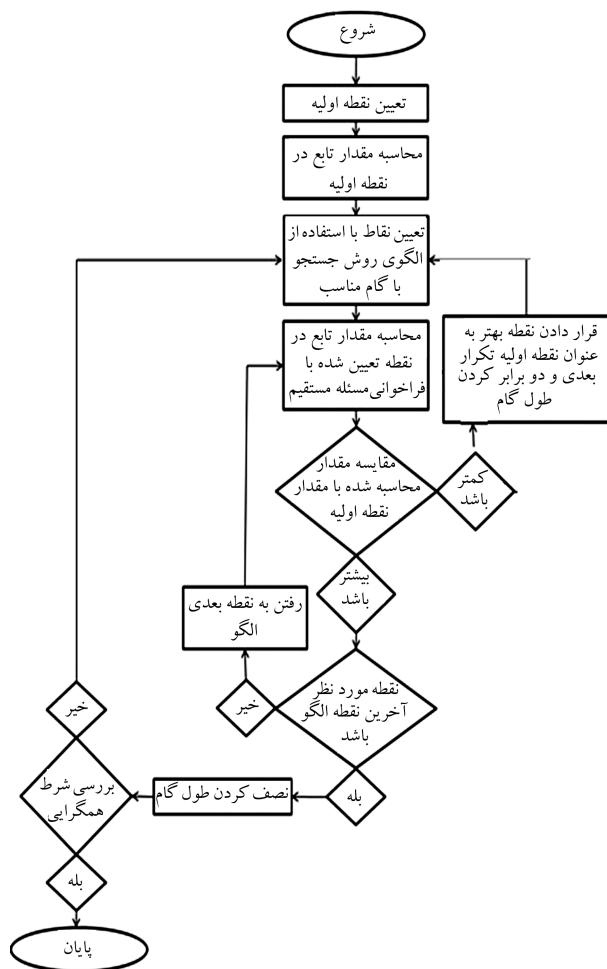 شروع
تعیین نقطه اولیه
محاسبه مقدار تابع در
نقطه اولیه
تعیین نقاط با استفاده از
الگوی روش جستجو
با گام مناسب
محاسبه مقدار تابع در
نقطه تعیین شده با
فراخوانی مسئله مستقیم
قرار دادن نقطه بهتر به
عنوان نقطه اولیه تکرار
بعدی و دو برابر کردن
طول گام
مقایسه مقدار
محاسبه شده با مقدار
نقطه اولیه
کمتر
باشد
بیشتر
باشد
رفتن به نقطه بعدی
الگو
نقطه مورد نظر
آخرین نقطه الگو
باشد
خیر
بله
نصف کردن طول گام
بررسی شرط
همگرایی
خیر
بله
پایان